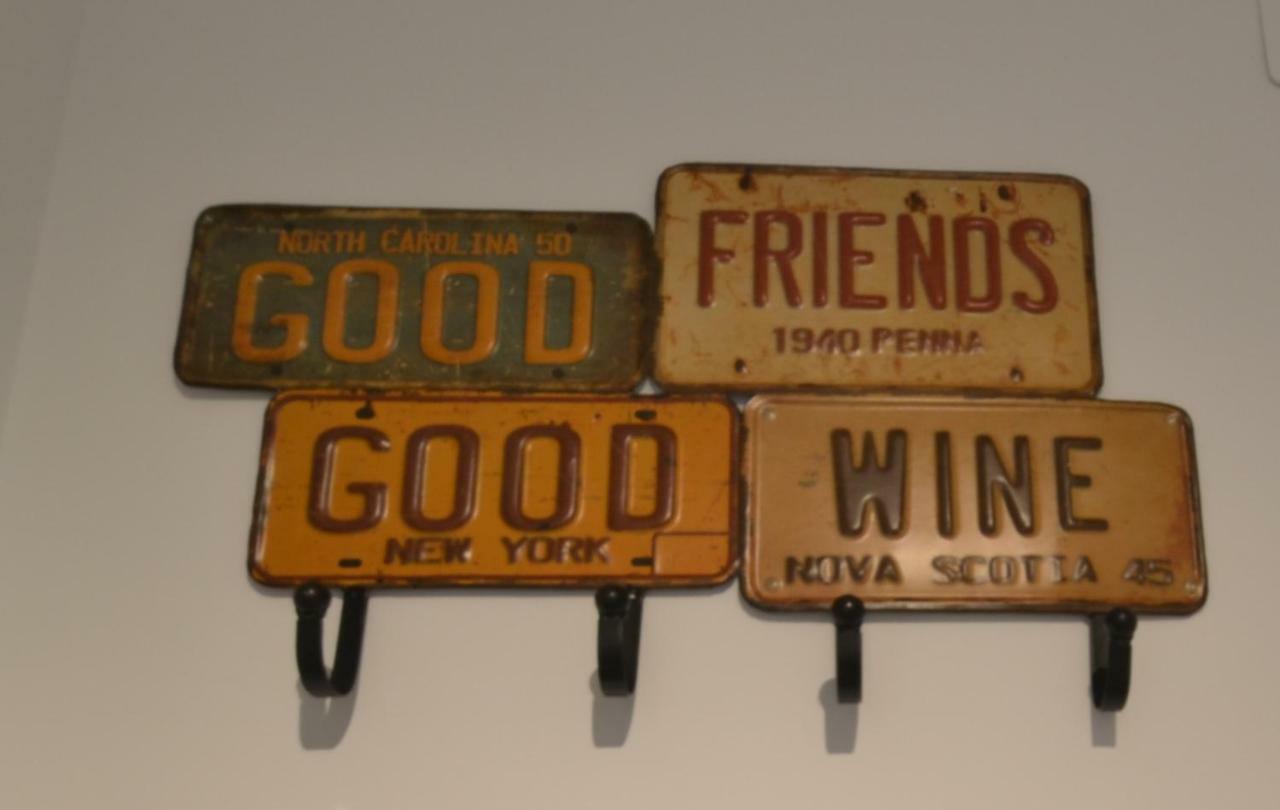 NORTH CAROLINA 50
GOOD
FRIENDS
1940 PENNA
GOOD
NEW YORK
WINE
NOVA SCOTIA 45